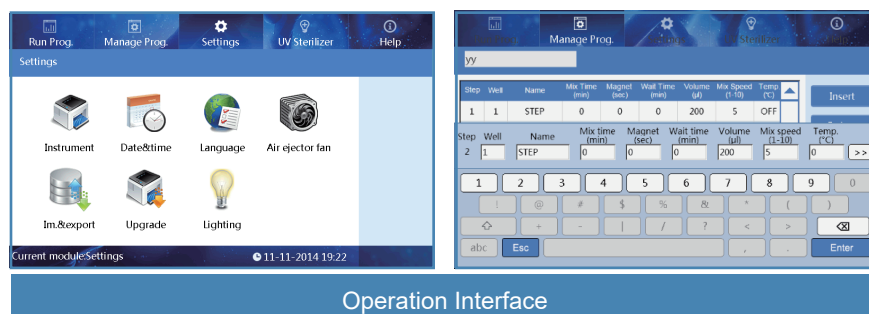 Run Prog. Manage Prog. Settings UV Sterilizer Help
Settings
Instrument Date&time Language Air ejector fan
Im.&export Upgrade Lighting
Current module:Settings 11-11-2014 19:22
Manage Prog.
yy
Step Well Name Mix Time (min) Magnet (sec) Wait Time (min) Volume (μl) Mix Speed (1-10) Temp (℃)
1 1 STEP 0 0 0 200 5 OFF
Insert
Step Well Name Mix time (min) Magnet (sec) Wait time (min) Volume (μl) Mix speed (1-10) Temp. (°C)
2 1 STEP 0 0 0 200 5 0 >>
1 2 3 4 5 6 7 8 9 0
: @ # $ % & * ( )
+ - | / ? < >
abc Esc , . Enter
Operation Interface